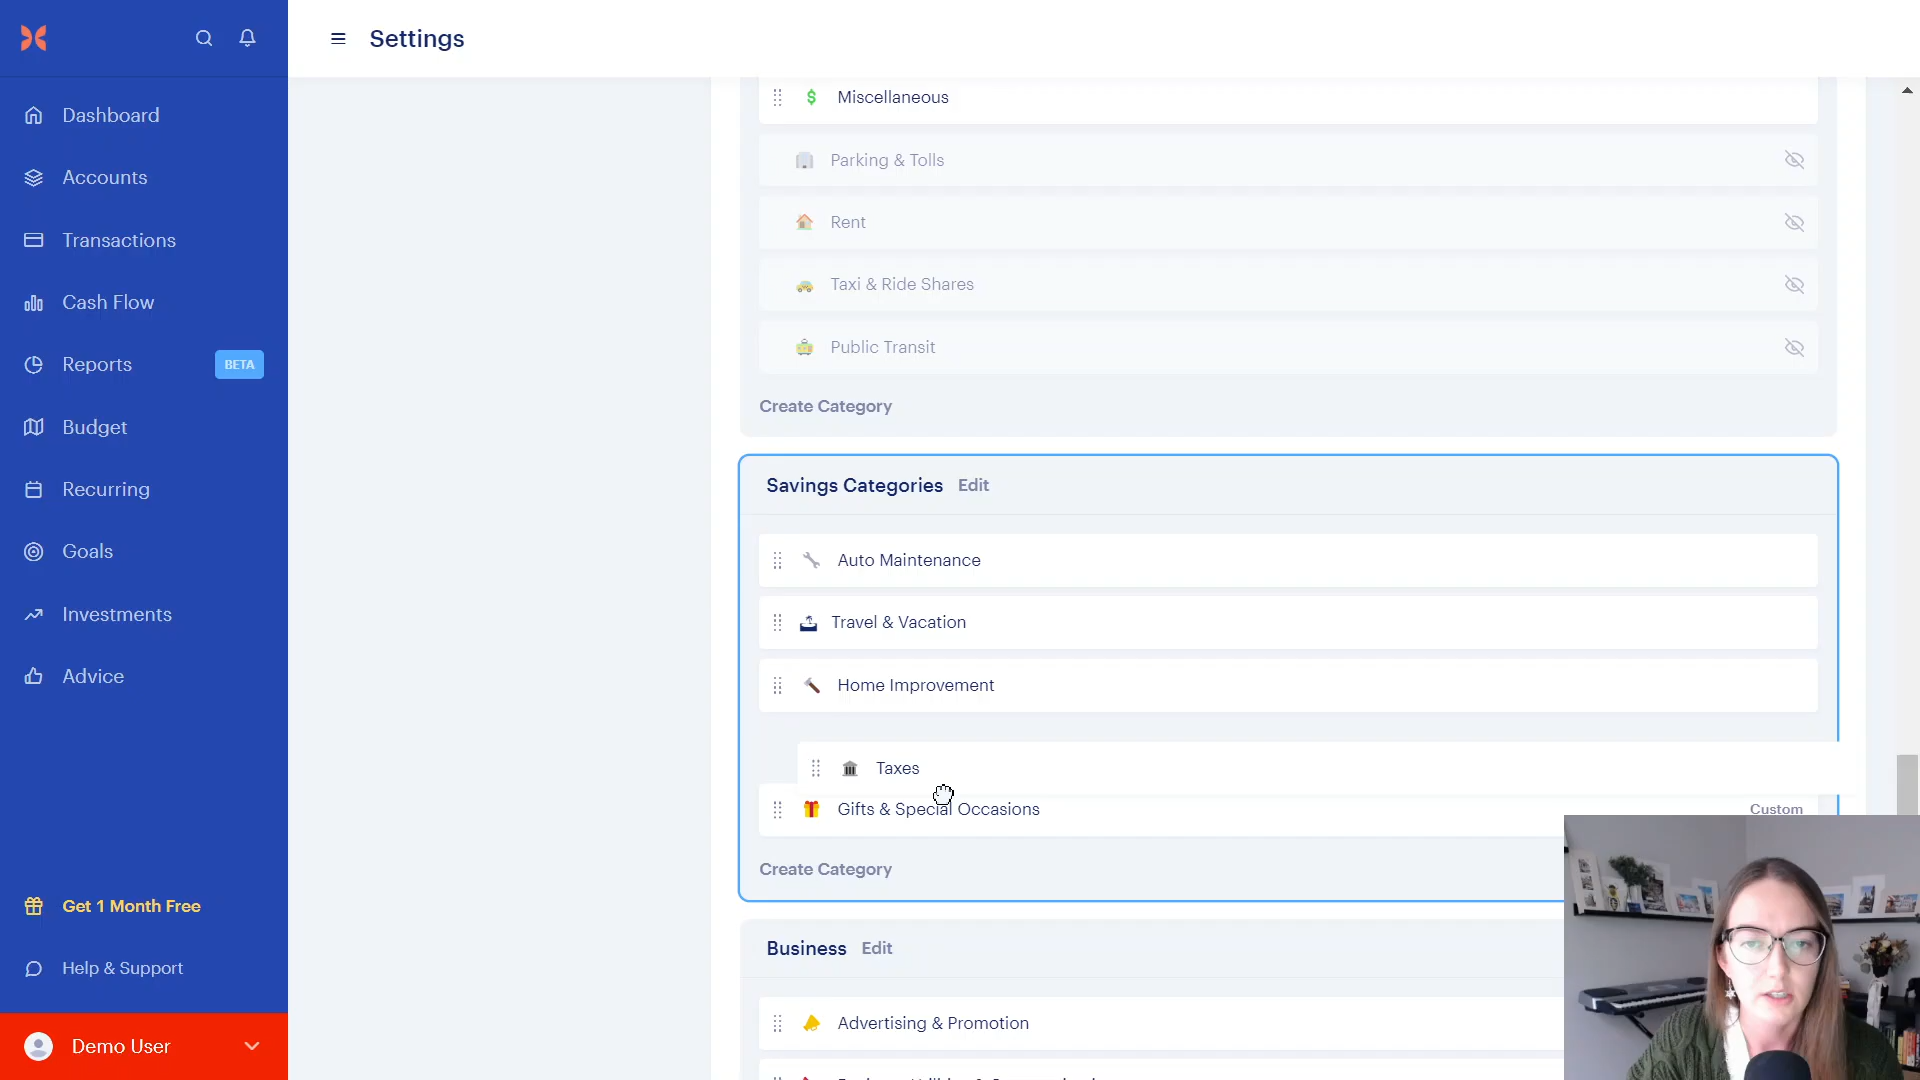 Settings
Dashboard
Accounts
Transactions
Cash Flow
Reports
BETA
Budget
Recurring
Goals
Investments
Advice
Get 1 Month Free
Help & Support
Demo User
Miscellaneous
Parking & Tolls
Rent
Taxi & Ride Shares
Public Transit
Create Category
Savings Categories Edit
Auto Maintenance
Travel & Vacation
Home Improvement
Taxes
Gifts & Special Occasions
Custom
Create Category
Business Edit
Advertising & Promotion